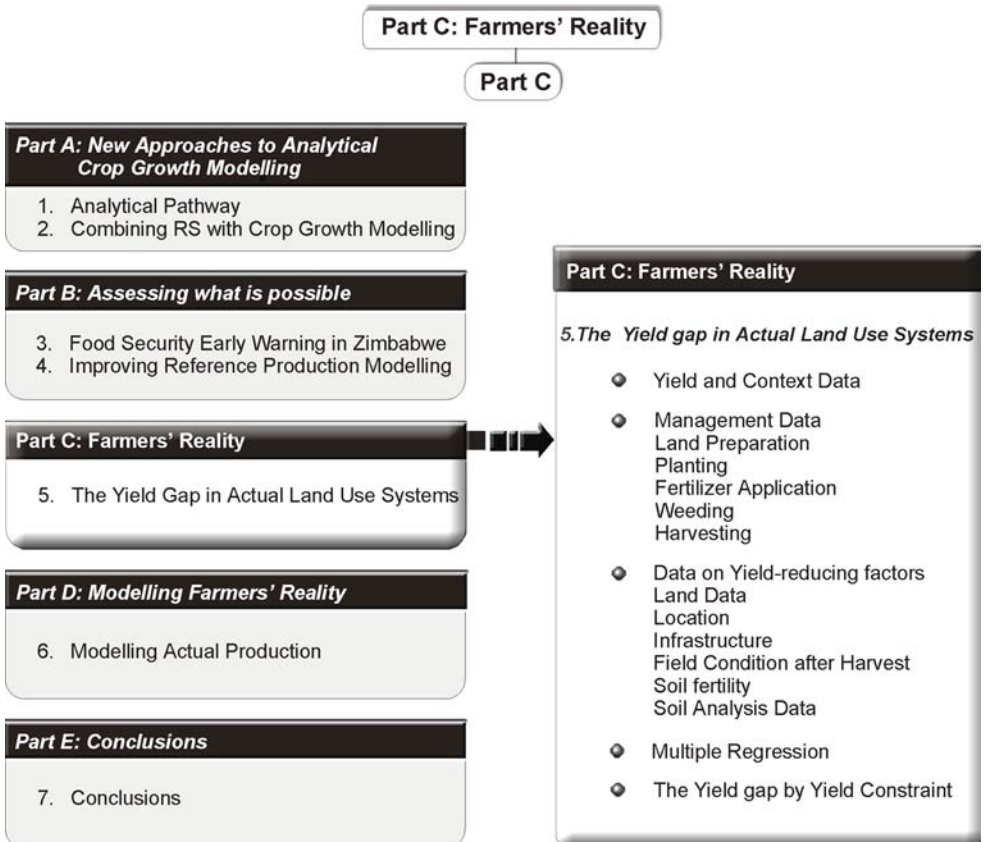 Part C: Farmers' Reality
Part C
Part A: New Approaches to Analytical
Crop Growth Modelling
1. Analytical Pathway
2. Combining RS with Crop Growth Modelling
Part B: Assessing what is possible
3. Food Security Early Warning in Zimbabwe
4. Improving Reference Production Modelling
Part C: Farmers' Reality
5. The Yield Gap in Actual Land Use Systems
Part D: Modelling Farmers' Reality
6. Modelling Actual Production
Part E: Conclusions
7. Conclusions
Part C: Farmers' Reality
5.The Yield gap in Actual Land Use Systems
Yield and Context Data
Management Data
Land Preparation
Planting
Fertilizer Application
Weeding
Harvesting
Data on Yield-reducing factors
Land Data
Location
Infrastructure
Field Condition after Harvest
Soil fertility
Soil Analysis Data
Multiple Regression
The Yield gap by Yield Constraint